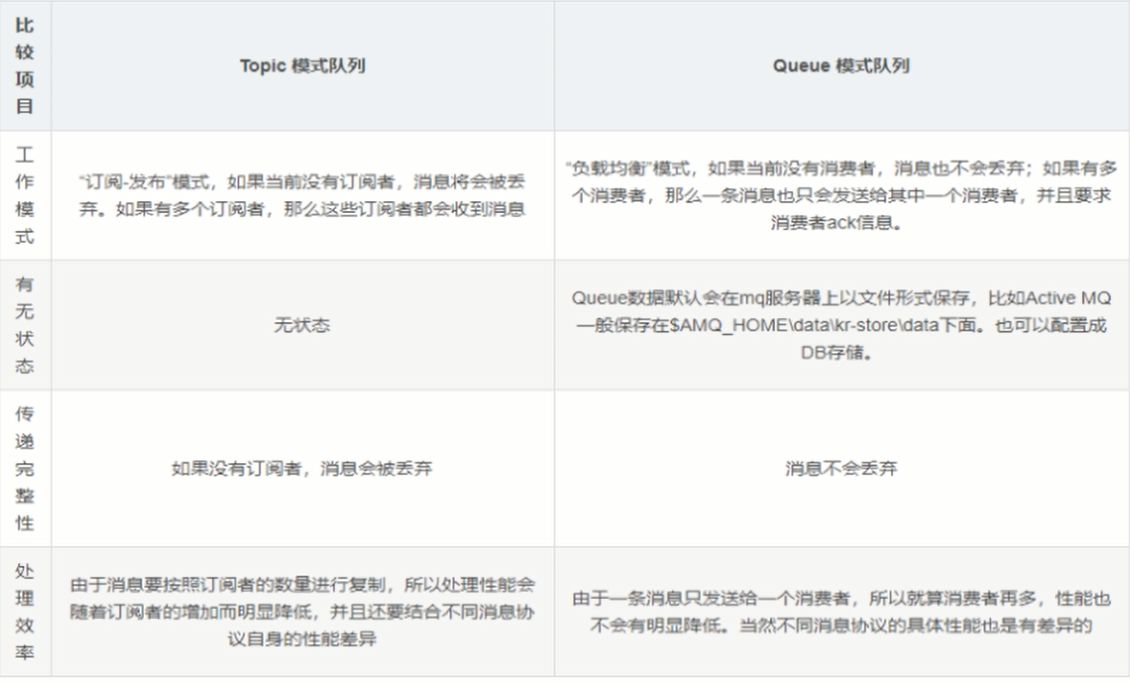 比
较
项
目
Topic 模式队列
Queue 模式队列
工
作
模
式
“订阅-发布”模式，如果当前没有订阅者，消息将会被丢
弃。如果有多个订阅者，那么这些订阅者都会收到消息
“负载均衡”模式，如果当前没有消费者，消息也不会丢弃；如果有多
个消费者，那么一条消息也只会发送给其中一个消费者，并且要求
消费者ack信息。
有
无
状
态
无状态
Queue数据默认会在mq服务器上以文件形式保存，比如Active MQ
一般保存在$AMQ_HOME\data\kr-store\data下面。也可以配置成
DB存储。
传
递
完
整
性
如果没有订阅者，消息会被丢弃
消息不会丢弃
处
理
效
率
由于消息要按照订阅者的数量进行复制，所以处理性能会
随着订阅者的增加而明显降低，并且还要结合不同消息协
议自身的性能差异
由于一条消息只发送给一个消费者，所以就算消费者再多，性能也
不会有明显降低。当然不同消息协议的具体性能也是有差异的